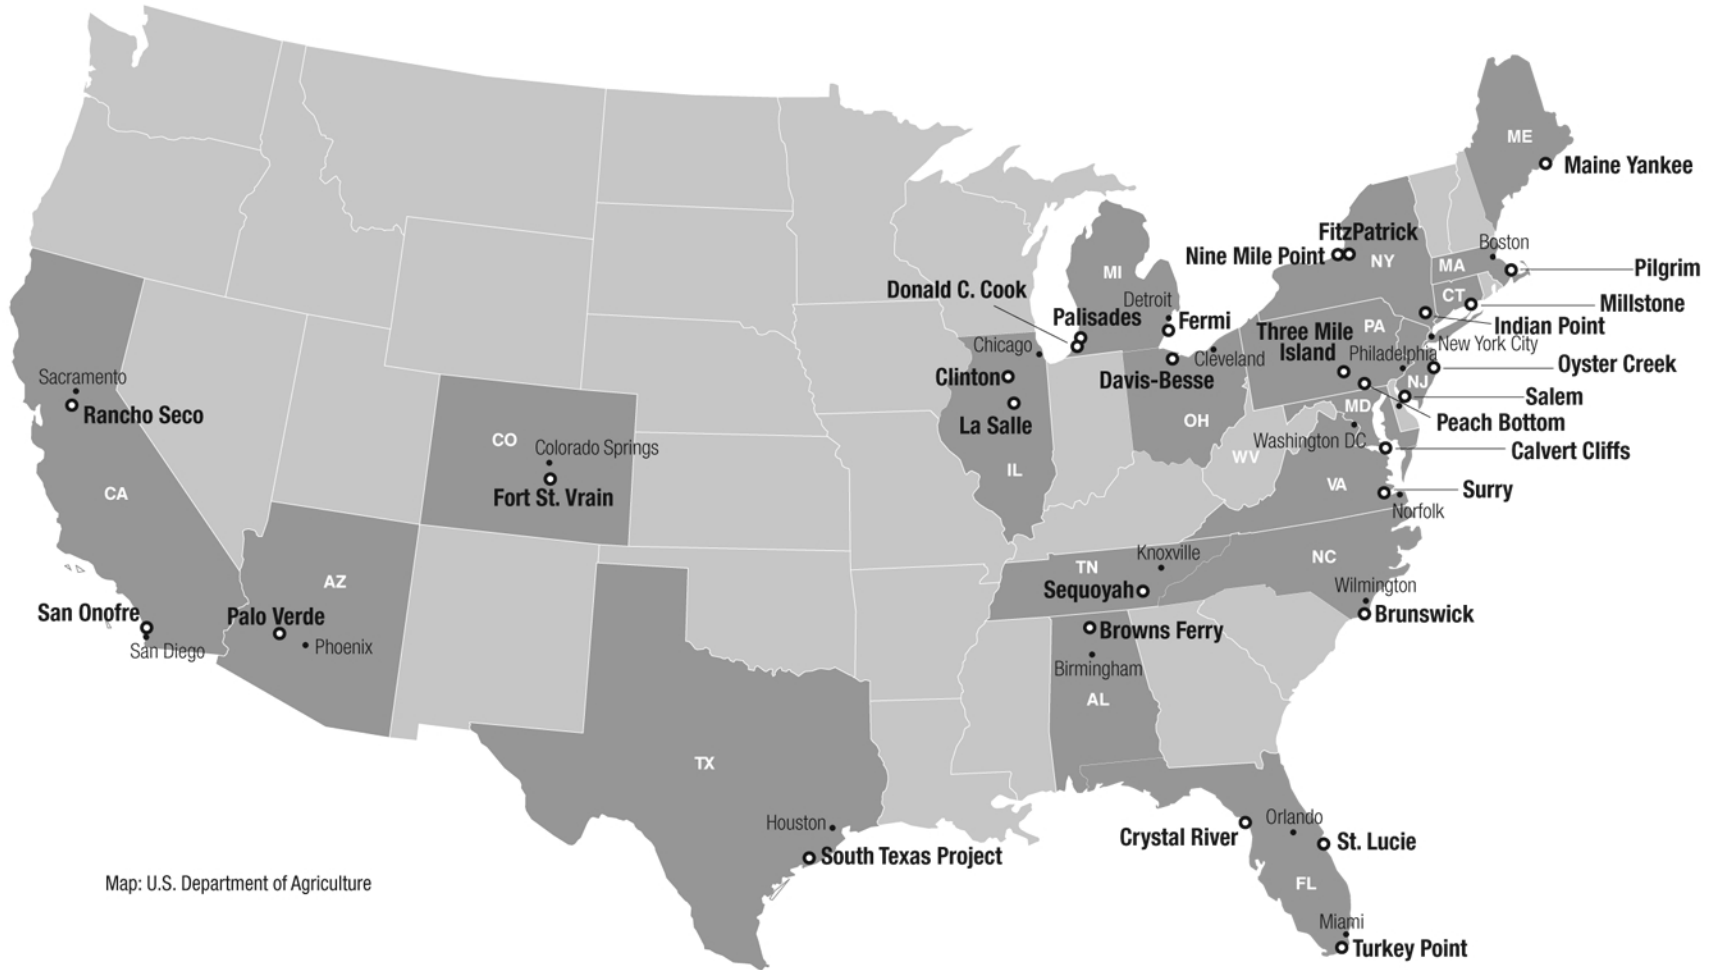 ME
Maine Yankee
FitzPatrick
Nine Mile Point
NY
Boston
MA
Pilgrim
MI
CT
Donald C. Cook
Detroit
Millstone
Palisades
Fermi
Indian Point
Three Mile
Island
PA
New York City
Chicago
Philadelphia
Cleveland
Oyster Creek
Clinton
Davis-Besse
NJ
Sacramento
Salem
Rancho Seco
MD
La Salle
OH
Peach Bottom
CO
Washington DC
Colorado Springs
Calvert Cliffs
WV
IL
CA
VA
Surry
Fort St. Vrain
Norfolk
Knoxville
NC
TN
AZ
Wilmington
Sequoyah
San Onofre
Palo Verde
Brunswick
Browns Ferry
San Diego
Phoenix
Birmingham
AL
TX
Houston
Orlando
Crystal River
St. Lucie
South Texas Project
FL
Map: U.S. Department of Agriculture
Miami
Turkey Point